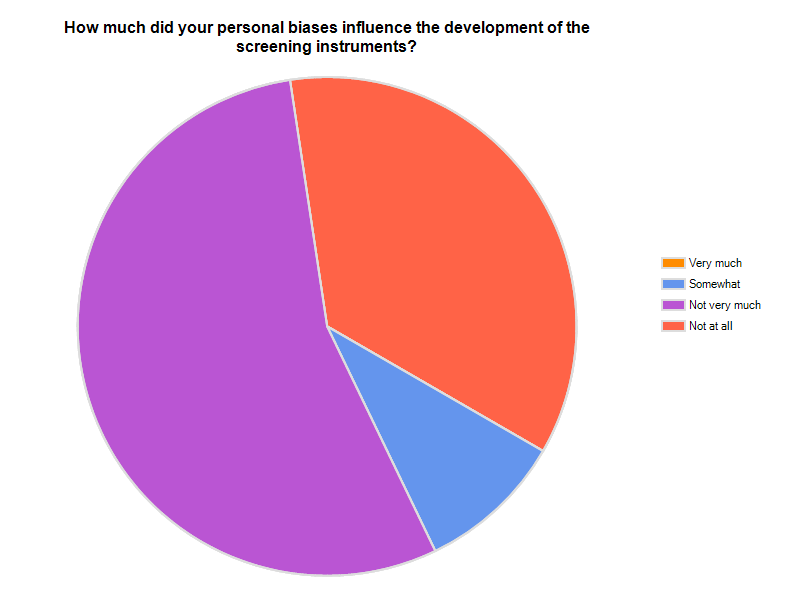 How much did your personal biases influence the development of the
screening instruments?
Very much
Somewhat
Not very much
Not at all